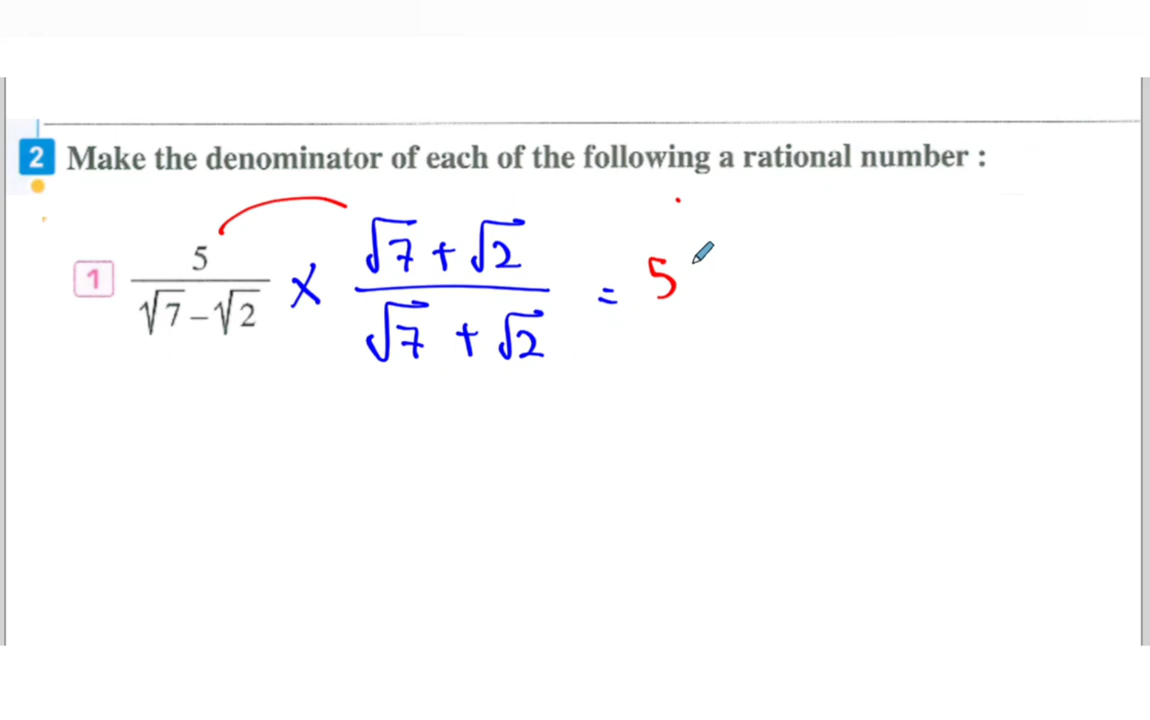 2 Make the denominator of each of the following a rational number :
1 5/(√7-√2) × (√7+√2)/(√7+√2) = 5